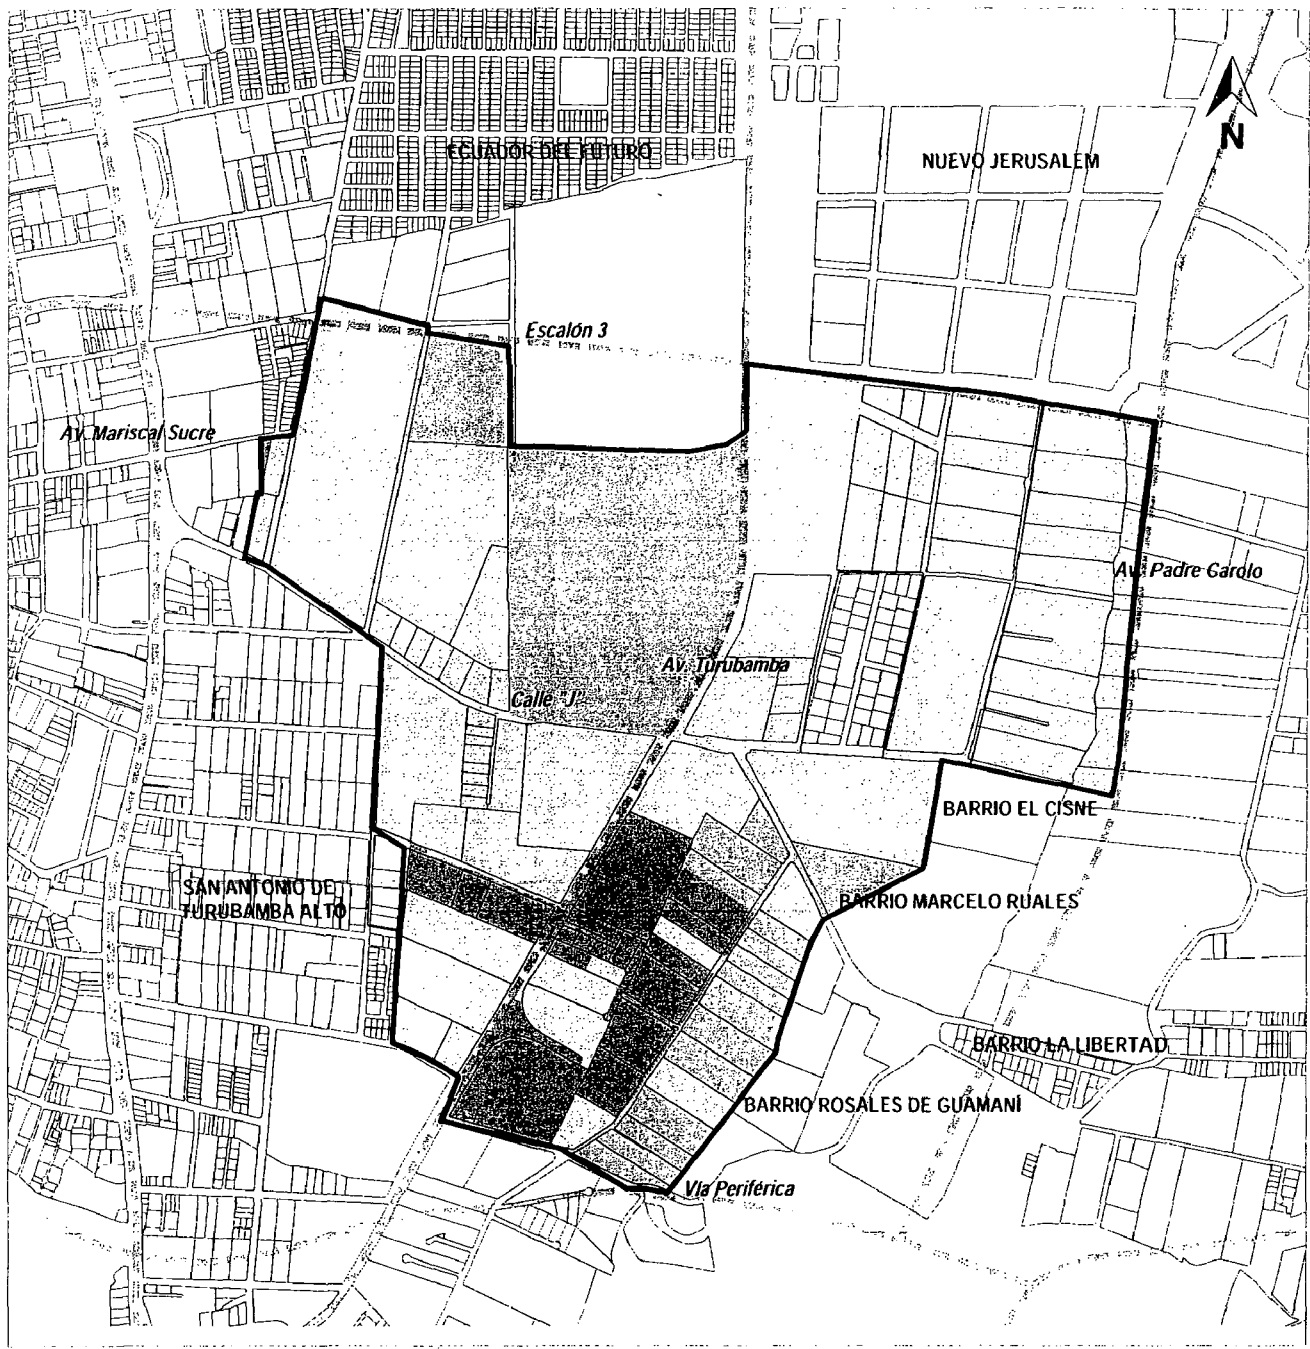 ECUADOR DEL FUTURO
NUEVO JERUSALEM
N
Escalón 3
Av. Mariscal Sucre
Av. Padre Carolo
Av. Turubamba
Calle "J"
BARRIO EL CISNE
SAN ANTONIO DE
TURUBAMBA ALTO
BARRIO MARCELO RUALES
BARRIO LA LIBERTAD
BARRIO ROSALES DE GUAMANÍ
Vía Periférica